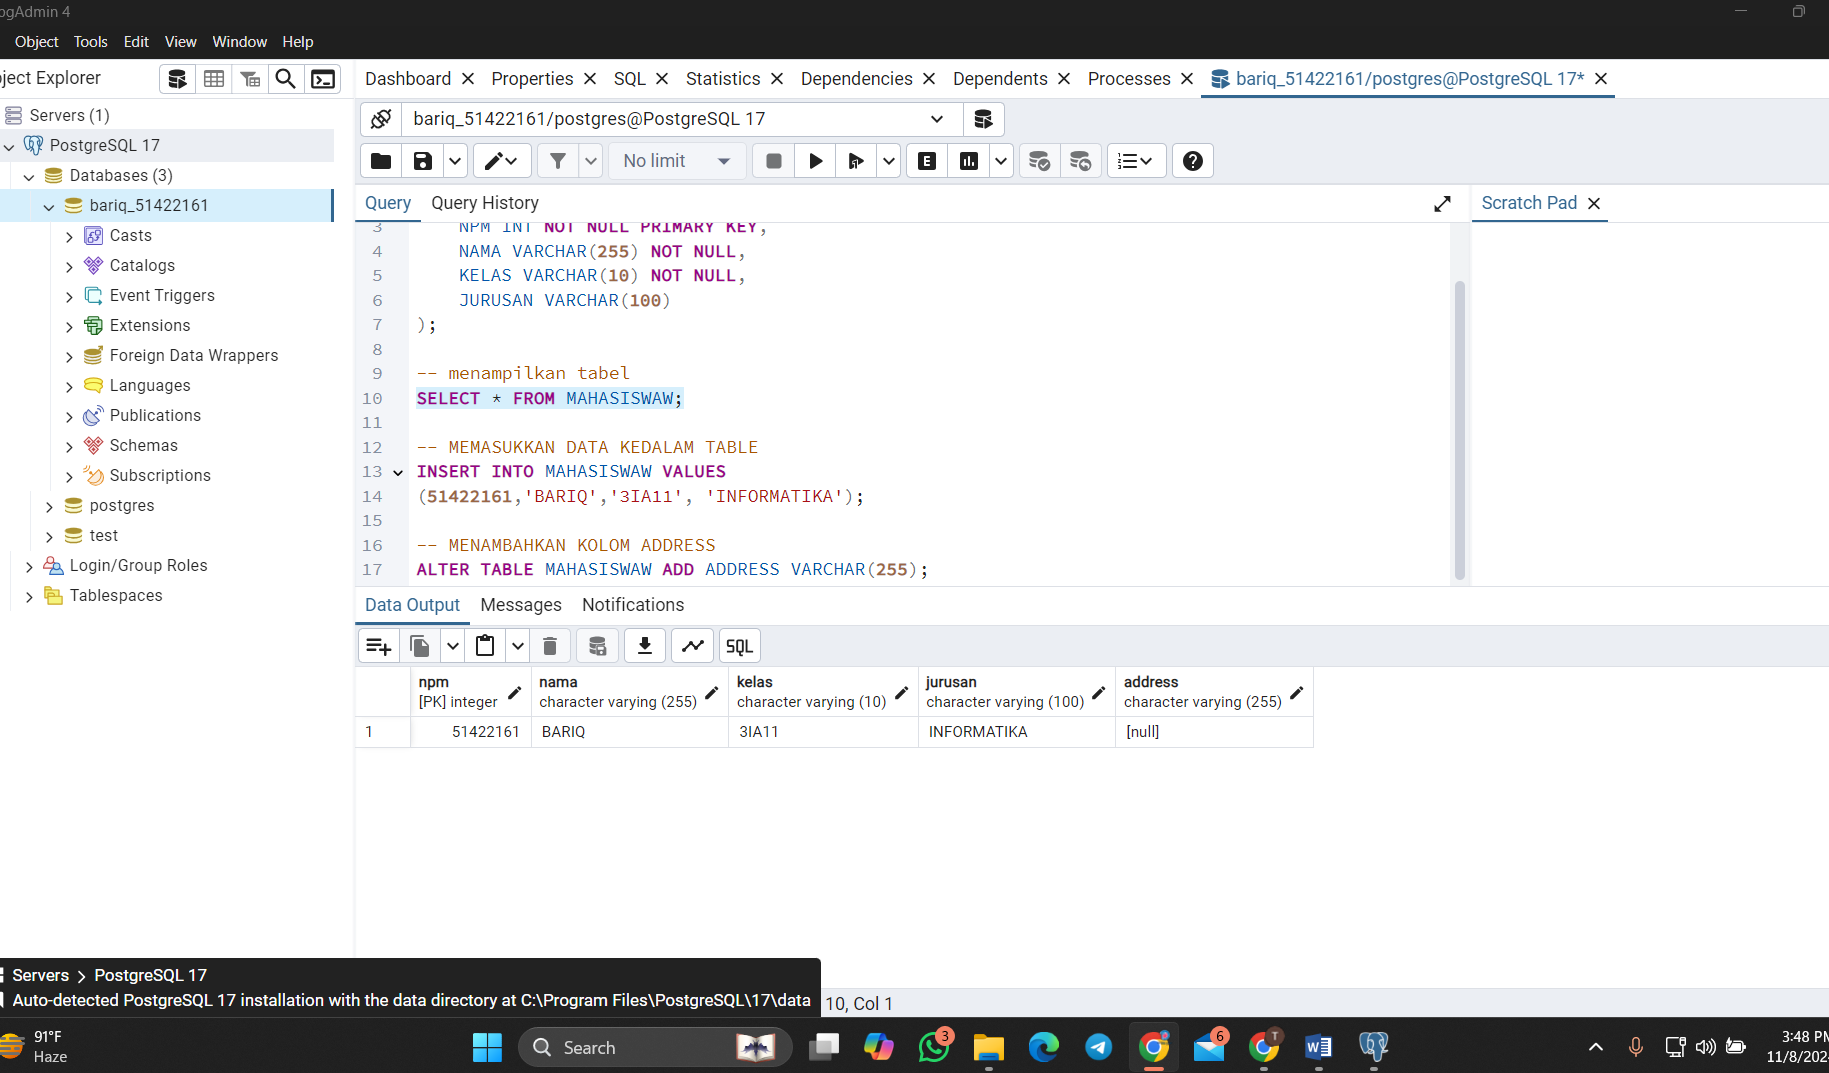 pgAdmin 4
Object Tools Edit View Window Help
ject Explorer
Dashboard Properties SQL Statistics Dependencies Dependents Processes bariq_51422161/postgres@PostgreSQL 17*
Servers (1)
PostgreSQL 17
Databases (3)
bariq_51422161
Casts
Catalogs
Event Triggers
Extensions
Foreign Data Wrappers
Languages
Publications
Schemas
Subscriptions
postgres
test
Login/Group Roles
Tablespaces
bariq_51422161/postgres@PostgreSQL 17
No limit
E
Query Query History
Scratch Pad
3 NPM INT NOT NULL PRIMARY KEY,
4 NAMA VARCHAR(255) NOT NULL,
5 KELAS VARCHAR(10) NOT NULL,
6 JURUSAN VARCHAR(100)
7 );
8
9 -- menampilkan tabel
10 SELECT * FROM MAHASISWAW;
11
12 -- MEMASUKKAN DATA KEDALAM TABLE
13 INSERT INTO MAHASISWAW VALUES
14 (51422161,'BARIQ','3IA11', 'INFORMATIKA');
15
16 -- MENAMBAHKAN KOLOM ADDRESS
17 ALTER TABLE MAHASISWAW ADD ADDRESS VARCHAR(255);
Data Output Messages Notifications
SQL
npm nama kelas jurusan address
[PK] integer character varying (255) character varying (10) character varying (100) character varying (255)
1 51422161 BARIQ 3IA11 INFORMATIKA [null]
Servers > PostgreSQL 17
Auto-detected PostgreSQL 17 installation with the data directory at C:\Program Files\PostgreSQL\17\data
10, Col 1
91°F
Haze
Search
3
6
T
W
3:48 PM
11/8/202